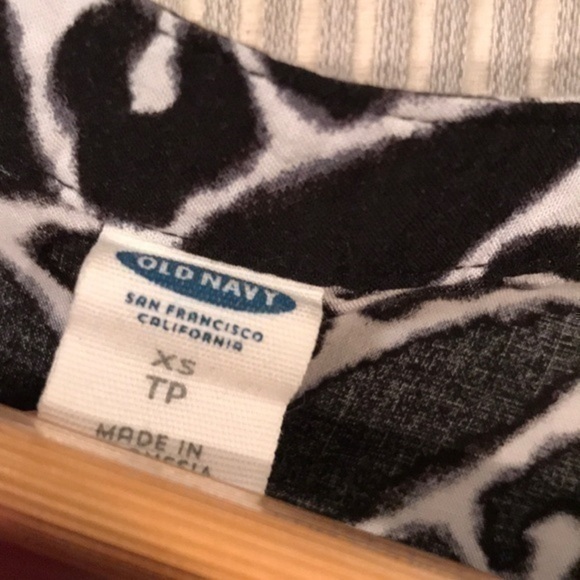 OLD NAVY
SAN FRANCISCO
CALIFORNIA
XS
TP
MADE IN